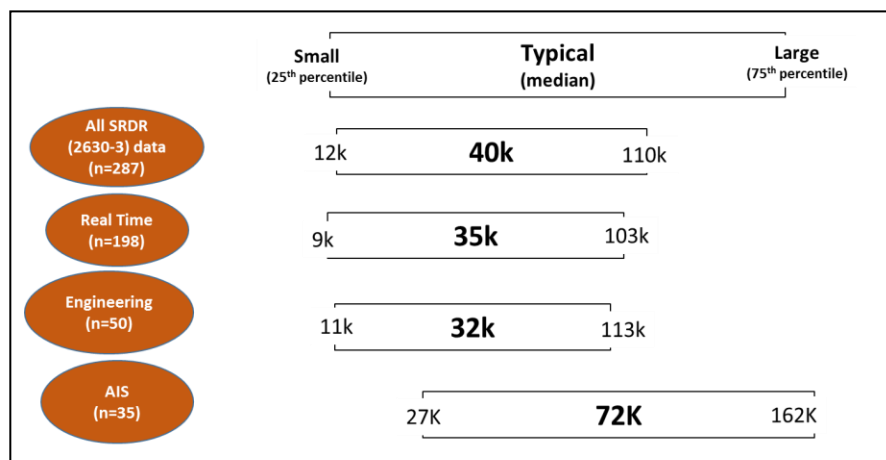 Small
(25th percentile)
Typical
(median)
Large
(75th percentile)
All SRDR
(2630-3) data
(n=287)
12k
40k
110k
Real Time
(n=198)
9k
35k
103k
Engineering
(n=50)
11k
32k
113k
AIS
(n=35)
27K
72K
162K